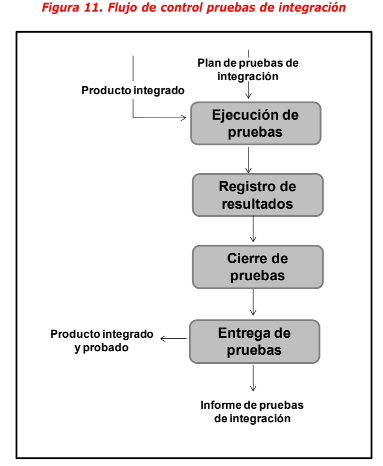 Figura 11. Flujo de control pruebas de integración
Plan de pruebas de
integración
Producto integrado
Ejecución de
pruebas
Registro de
resultados
Cierre de
pruebas
Entrega de
pruebas
Producto integrado
y probado
Informe de pruebas
de integración